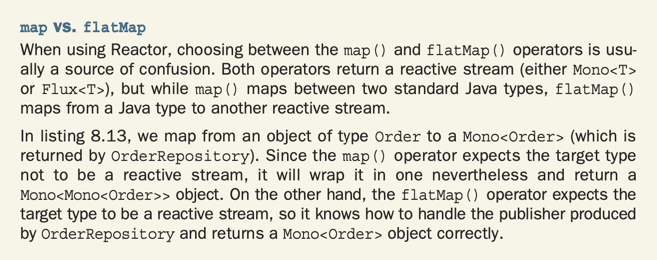 map vs. flatMap
When using Reactor, choosing between the map() and flatMap() operators is usu-
ally a source of confusion. Both operators return a reactive stream (either Mono<T>
or Flux<T>), but while map() maps between two standard Java types, flatMap()
maps from a Java type to another reactive stream.
In listing 8.13, we map from an object of type Order to a Mono<Order> (which is
returned by OrderRepository). Since the map() operator expects the target type
not to be a reactive stream, it will wrap it in one nevertheless and return a
Mono<Mono<Order>> object. On the other hand, the flatMap() operator expects the
target type to be a reactive stream, so it knows how to handle the publisher produced
by OrderRepository and returns a Mono<Order> object correctly.